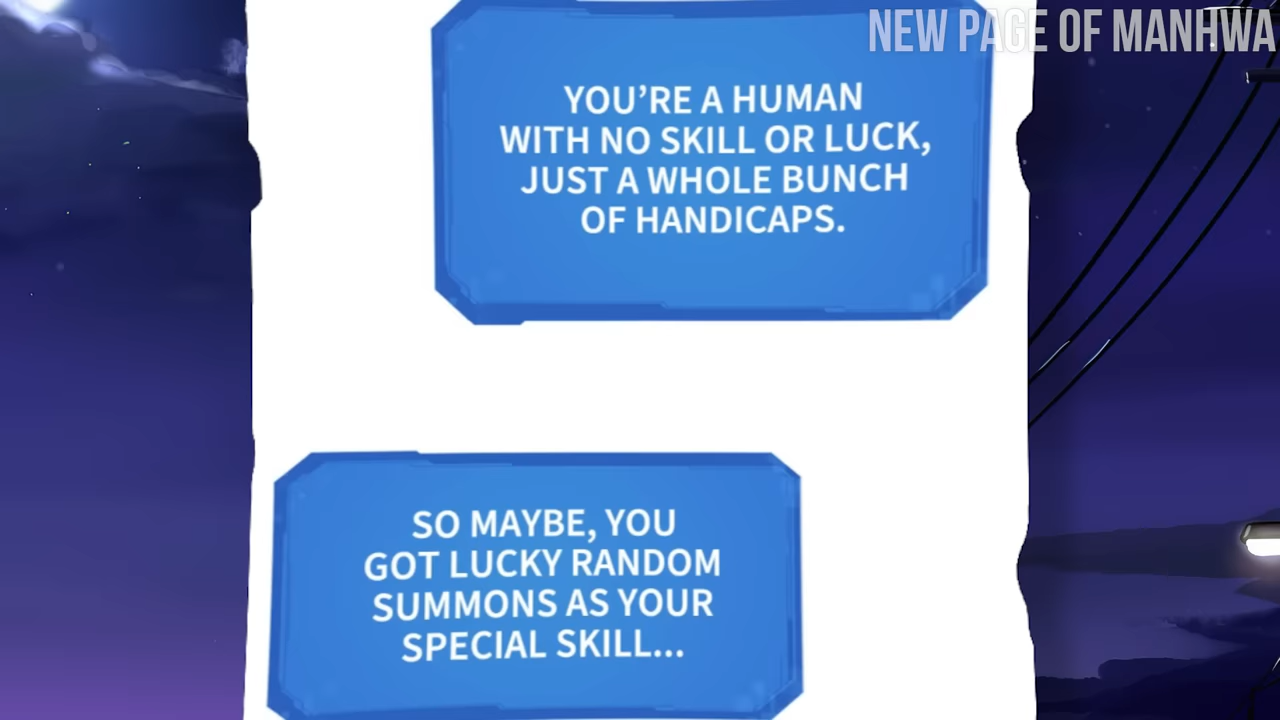 NEW PAGE OF MANHWA
YOU'RE A HUMAN
WITH NO SKILL OR LUCK,
JUST A WHOLE BUNCH
OF HANDICAPS.
SO MAYBE, YOU
GOT LUCKY RANDOM
SUMMONS AS YOUR
SPECIAL SKILL...